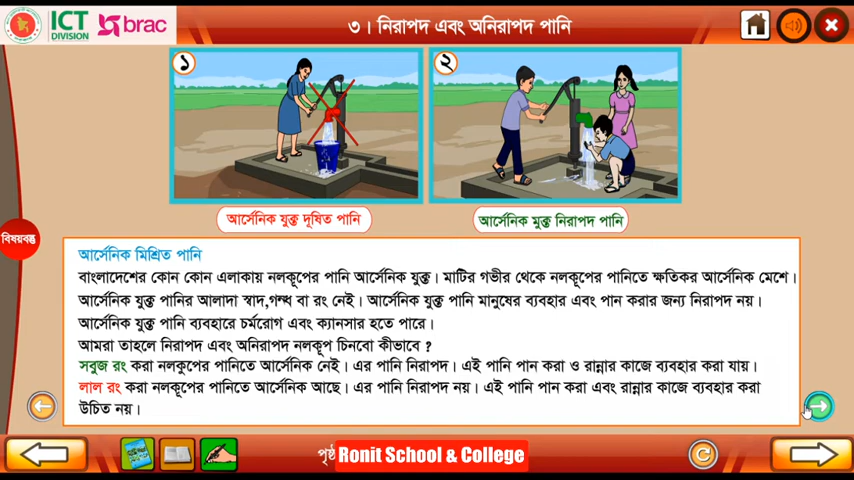 ICT
DIVISION
brac
৩। নিরাপদ এবং অনিরাপদ পানি
১
২
আর্সেনিক যুক্ত দূষিত পানি
আর্সেনিক মুক্ত নিরাপদ পানি
বিষয়বস্তু
আর্সেনিক মিশ্রিত পানি
বাংলাদেশের কোন কোন এলাকায় নলকূপের পানি আর্সেনিক যুক্ত। মাটির গভীর থেকে নলকূপের পানিতে ক্ষতিকর আর্সেনিক মেশে।
আর্সেনিক যুক্ত পানির আলাদা স্বাদ,গন্ধ বা রং নেই। আর্সেনিক যুক্ত পানি মানুষের ব্যবহার এবং পান করার জন্য নিরাপদ নয়।
আর্সেনিক যুক্ত পানি ব্যবহারে চর্মরোগ এবং ক্যানসার হতে পারে।
আমরা তাহলে নিরাপদ এবং অনিরাপদ নলকূপ চিনবো কীভাবে ?
সবুজ রং করা নলকুপের পানিতে আর্সেনিক নেই। এর পানি নিরাপদ। এই পানি পান করা ও রান্নার কাজে ব্যবহার করা যায়।
লাল রং করা নলকূপের পানিতে আর্সেনিক আছে। এর পানি নিরাপদ নয়। এই পানি পান করা এবং রান্নার কাজে ব্যবহার করা
উচিত নয়।
পৃষ্ঠ
Ronit School & College